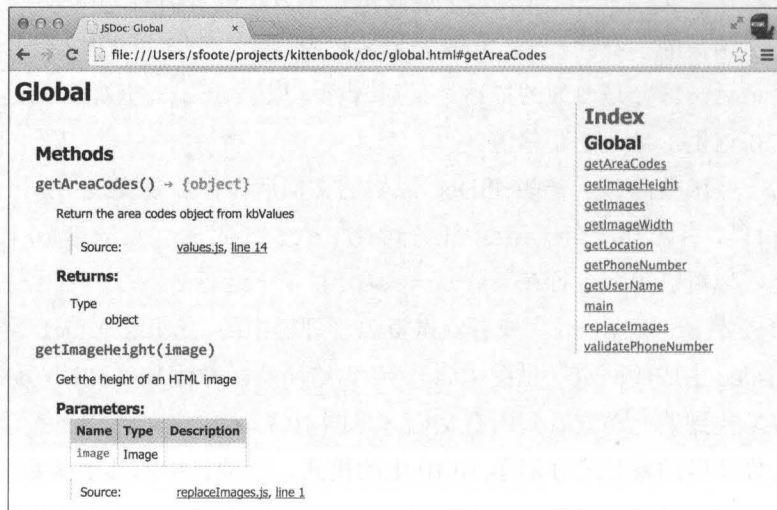 JSDoc: Global
file:///Users/sfoote/projects/kittenbook/doc/global.html#getAreaCodes
Global
Methods
getAreaCodes() → {object}
Return the area codes object from kbValues
Source: values.js, line 14
Returns:
Type
object
getImageHeight(image)
Get the height of an HTML image
Parameters:
Name Type Description
image Image
Source: replaceImages.js, line 1
Index
Global
getAreaCodes
getImageHeight
getImages
getImageWidth
getLocation
getPhoneNumber
getUserName
main
replaceImages
validatePhoneNumber